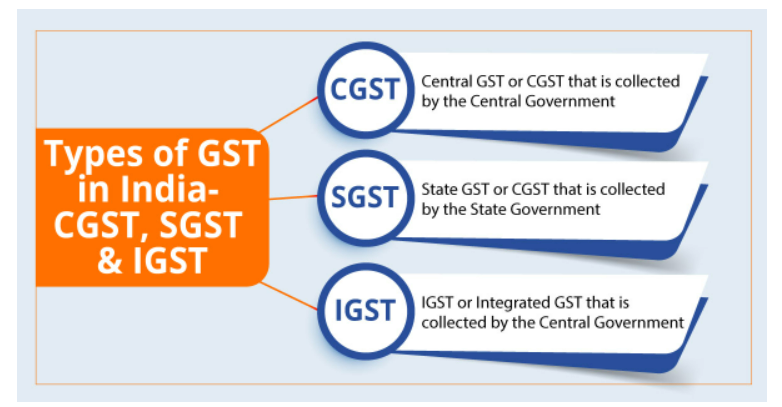 Types of GST
in India-
CGST, SGST
& IGST
CGST
Central GST or CGST that is collected
by the Central Government
SGST
State GST or CGST that is collected
by the State Government
IGST
IGST or Integrated GST that is
collected by the Central Government